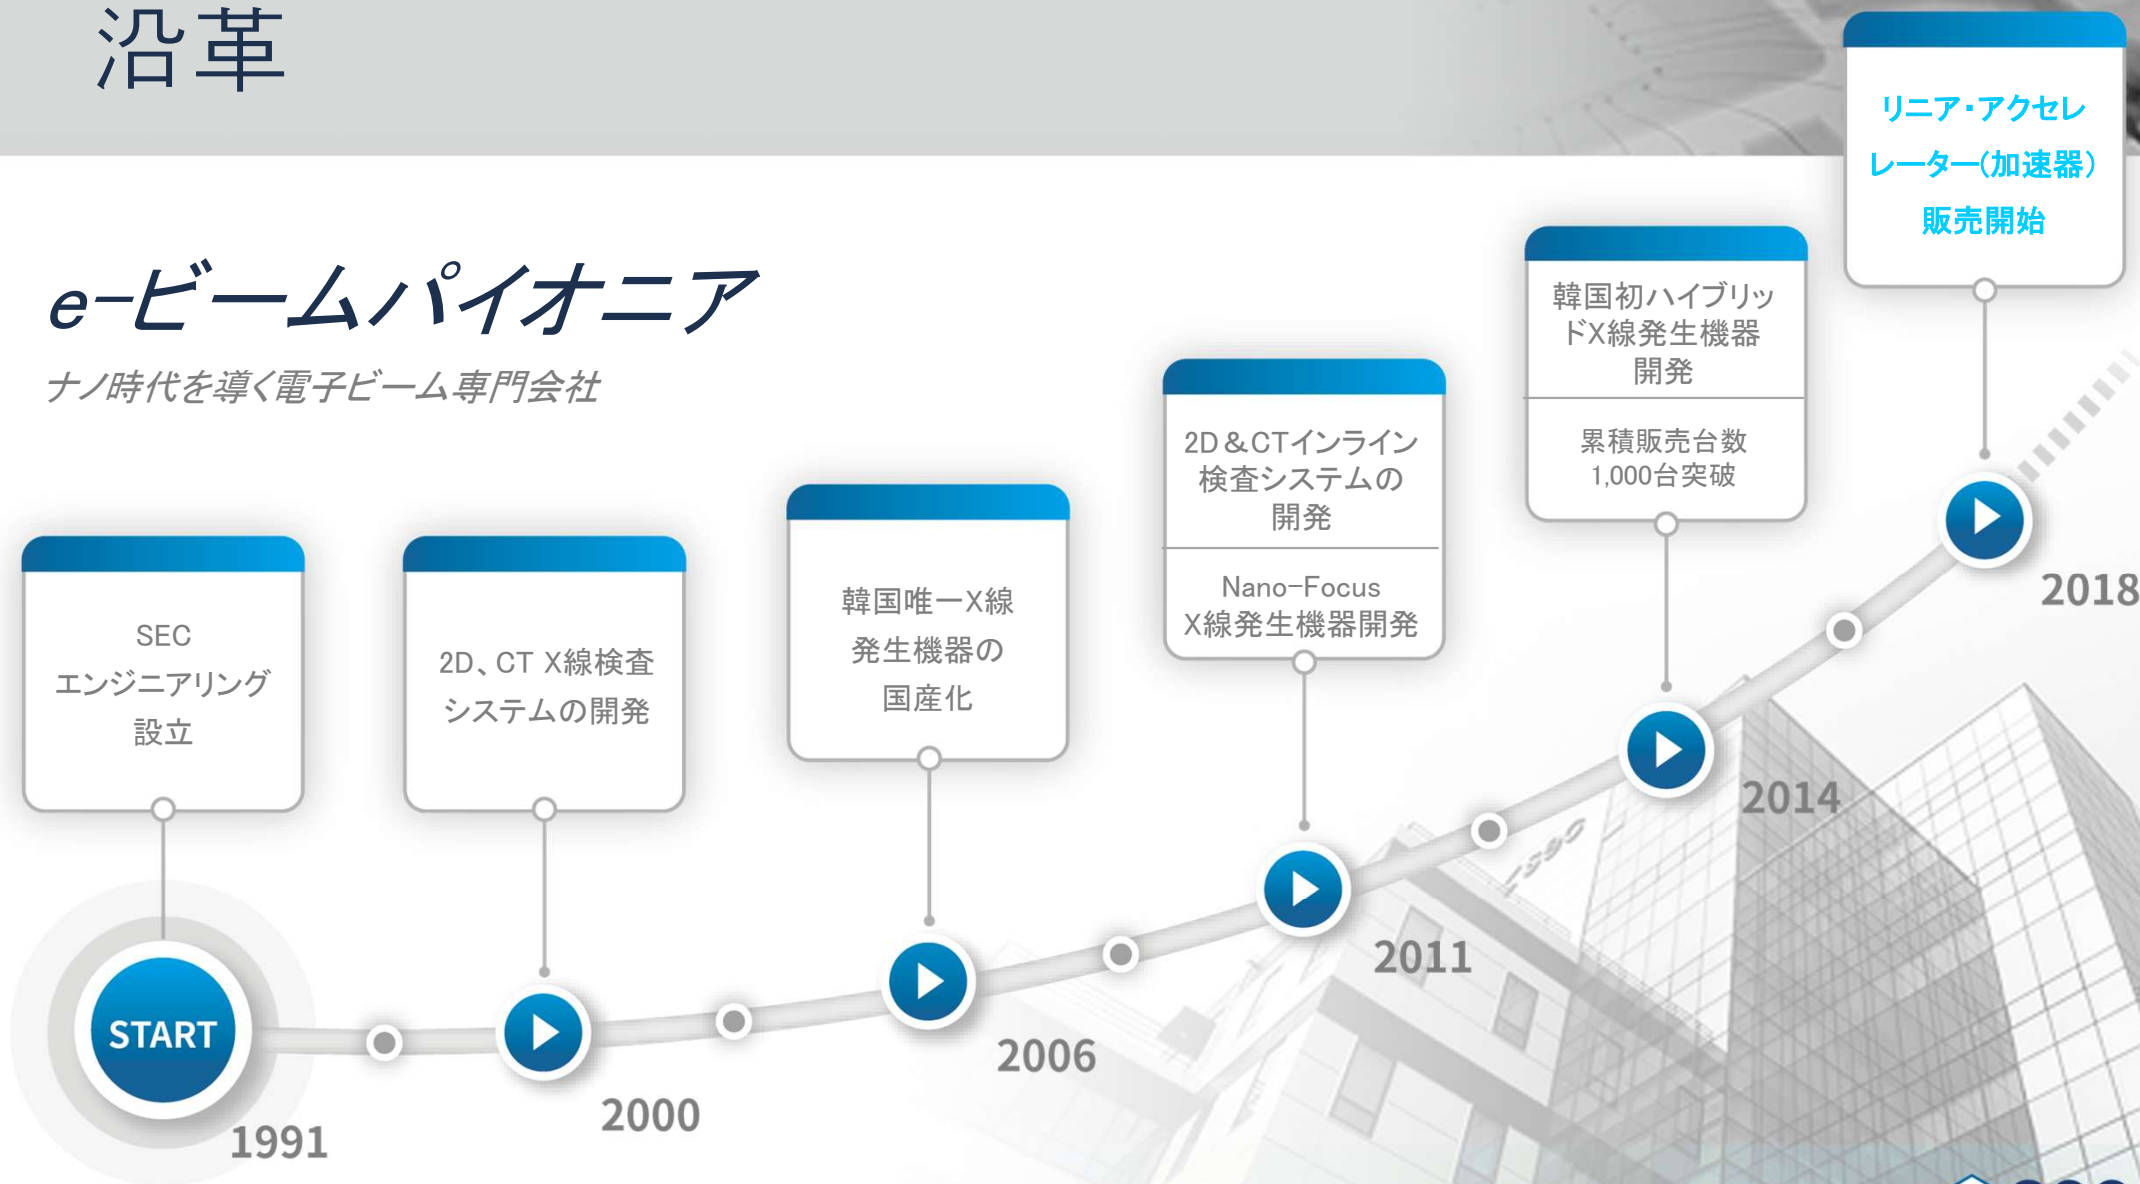 沿革
e-ビームパイオニア
ナノ時代を導く電子ビーム専門会社
SEC
エンジニアリング
設立
START
1991
2D、CT X線検査
システムの開発
2000
韓国唯一X線
発生機器の
国産化
2006
2D＆CTインライン
検査システムの
開発
Nano-Focus
X線発生機器開発
2011
韓国初ハイブリッ
ドX線発生機器
開発
累積販売台数
1,000台突破
2014
リニア・アクセレ
レーター(加速器)
販売開始
2018